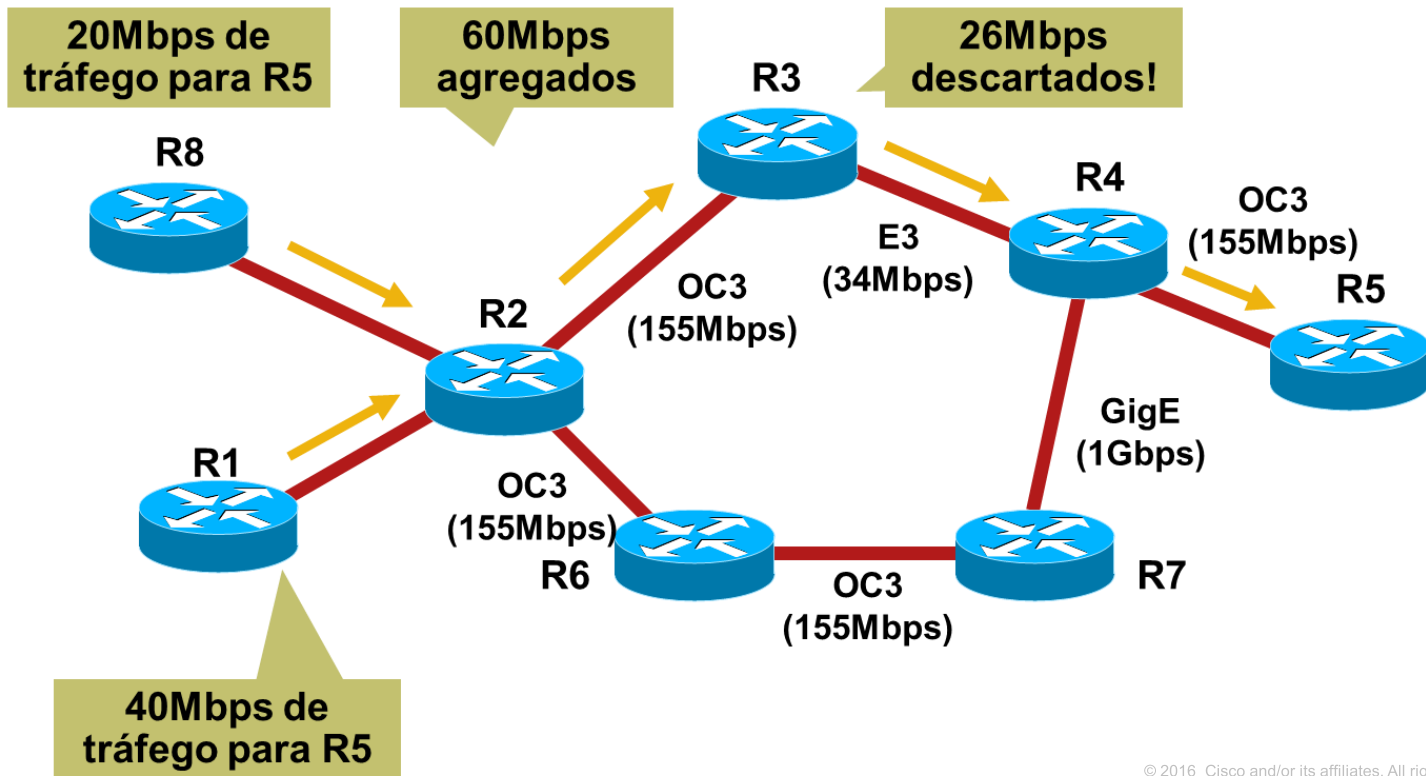 20Mbps de
tráfego para R5
60Mbps
agregados
26Mbps
descartados!
R3
R8
R4
OC3
(155Mbps)
E3
(34Mbps)
R5
OC3
(155Mbps)
R2
GigE
(1Gbps)
R1
OC3
(155Mbps)
R6
OC3
(155Mbps)
R7
40Mbps de
tráfego para R5
© 2016 Cisco and/or its affiliates. All